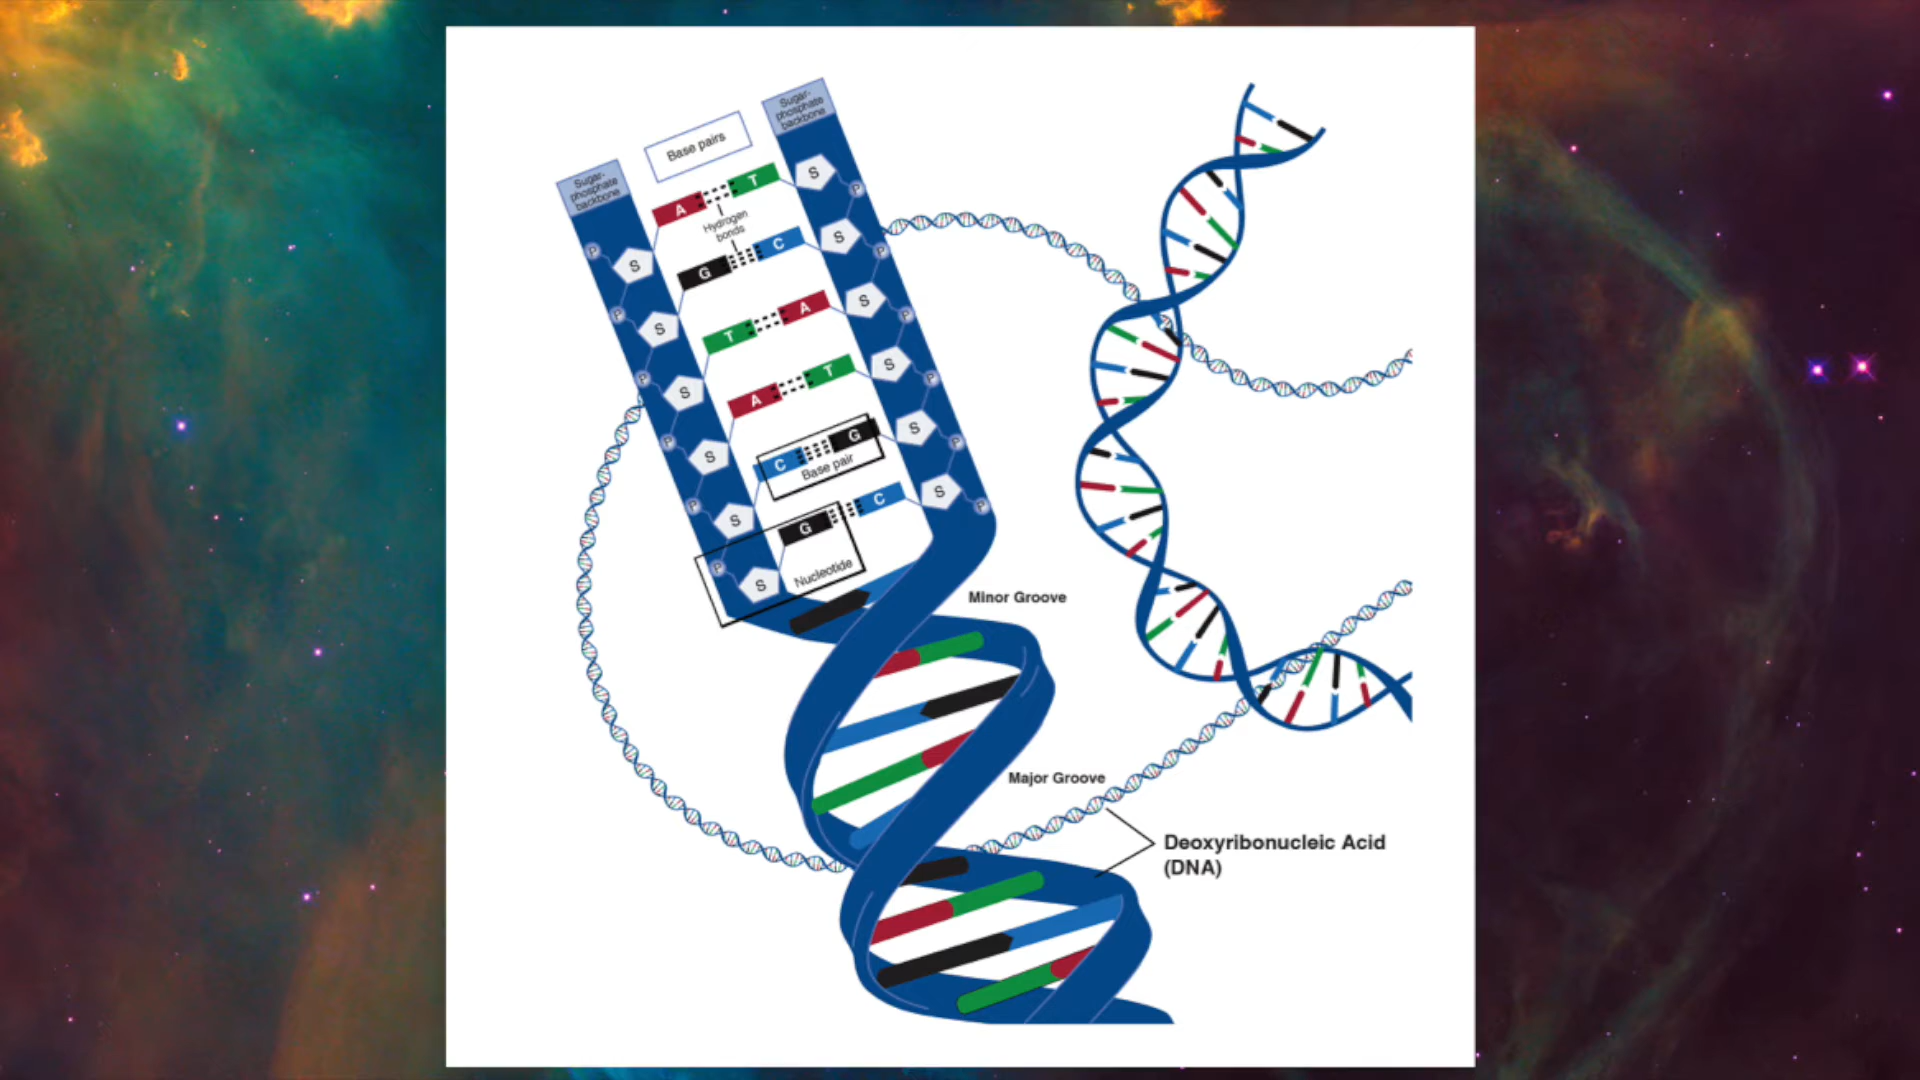 Sugar-
phosphate
backbone
Base pairs
Sugar-
phosphate
backbone
A T
Hydrogen
bonds
G C
T A
A T
C G
Base pair
G C
Nucleotide
P
S
P
S
P
S
P
S
P
S
P
S
S
P
S
P
S
P
S
P
S
P
S
P
Minor Groove
Major Groove
Deoxyribonucleic Acid
(DNA)